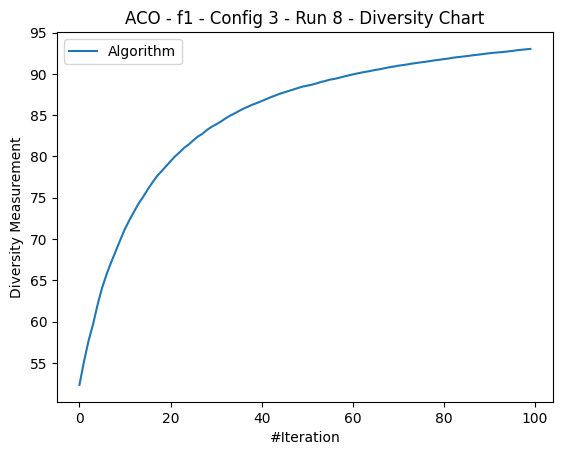 ACO - f1 - Config 3 - Run 8 - Diversity Chart
Algorithm
Diversity Measurement
95
90
85
80
75
70
65
60
55
0 20 40 60 80 100
#Iteration